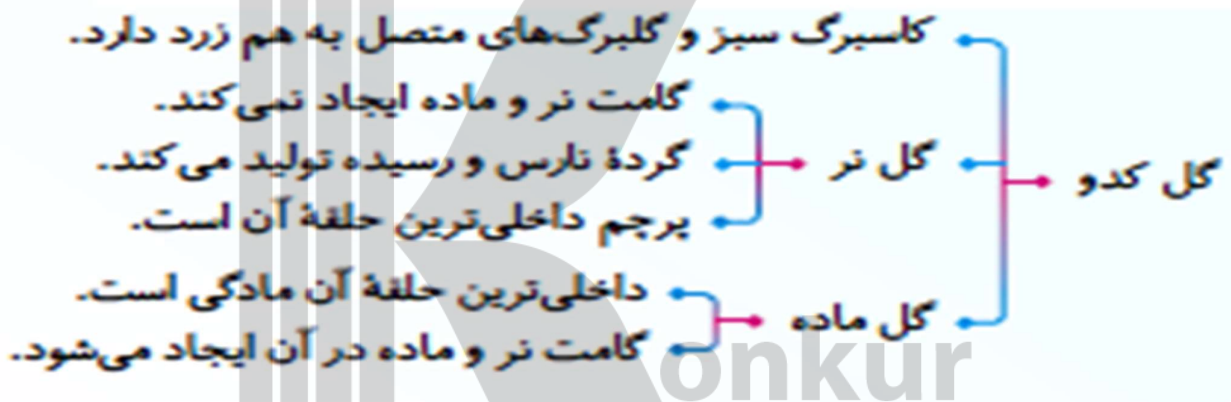 کاسبرگ سبز و گلبرگ‌های متصل به هم زرد دارد.
گامت نر و ماده ایجاد نمی‌کند.
گل نر
گردهٔ نارس و رسیده تولید می‌کند.
گل کدو
پرچم داخلی‌ترین حلقهٔ آن است.
داخلی‌ترین حلقهٔ آن مادگی است.
گل ماده
گامت نر و ماده در آن ایجاد می‌شود.
onkur